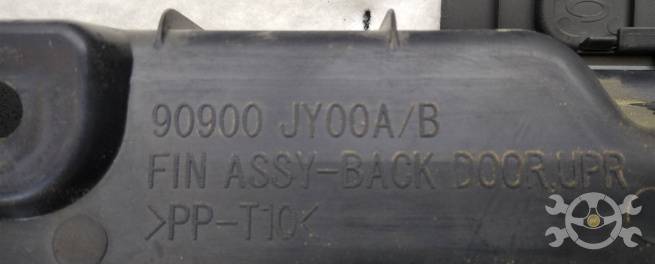 90900 JY00A/B
FIN ASSY-BACK DOOR,UPR
>PP-T10<